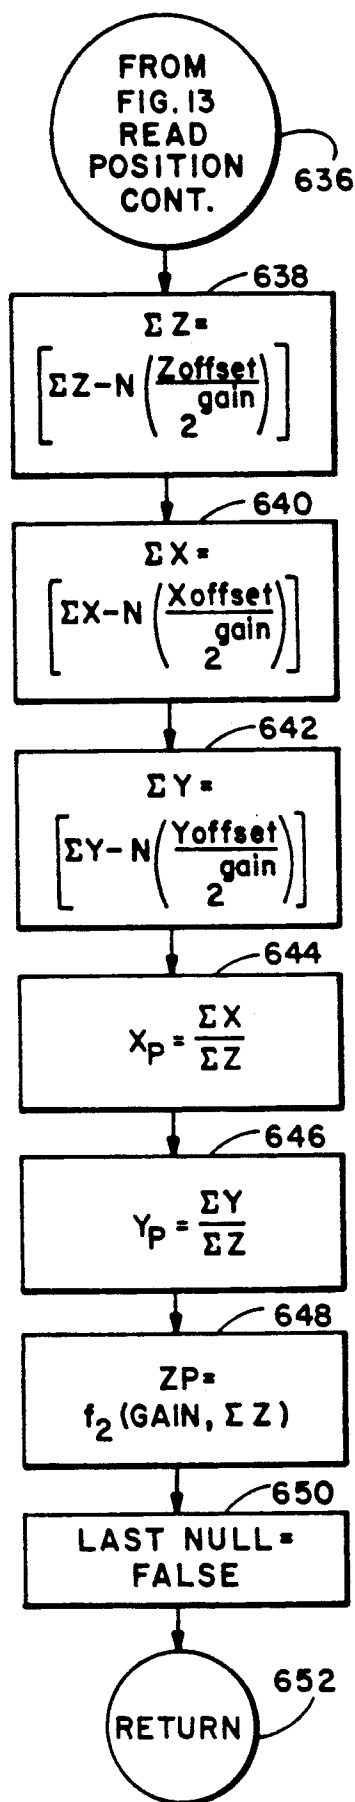 FROM
FIG. 13
READ
POSITION
CONT.
636
638
ΣZ=
[ΣZ-N(Zoffset/2^gain)]
640
ΣX=
[ΣX-N(Xoffset/2^gain)]
642
ΣY=
[ΣY-N(Yoffset/2^gain)]
644
X_P = ΣX/ΣZ
646
Y_P = ΣY/ΣZ
648
ZP=
f_2(GAIN, ΣZ)
650
LAST NULL=
FALSE
652
RETURN